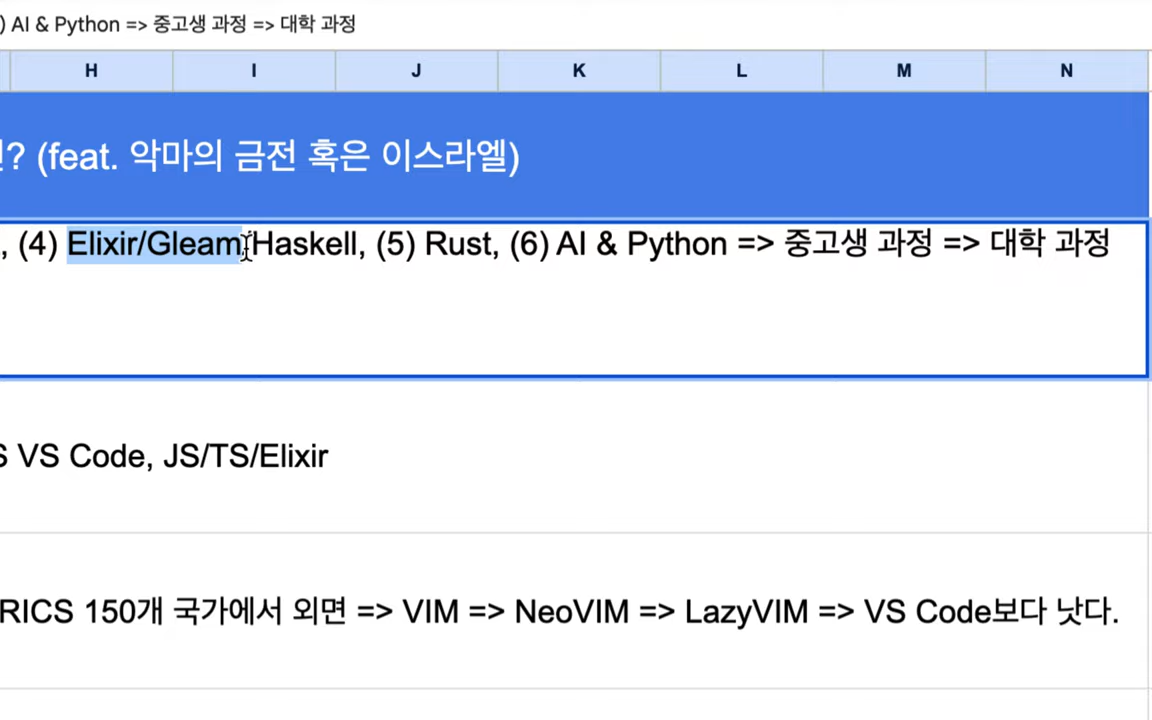 ) AI & Python => 중고생 과정 => 대학 과정
H I J K L M N
? (feat. 악마의 금전 혹은 이스라엘)
, (4) Elixir/Gleam/Haskell, (5) Rust, (6) AI & Python => 중고생 과정 => 대학 과정
VS Code, JS/TS/Elixir
RICS 150개 국가에서 외면 => VIM => NeoVIM => LazyVIM => VS Code보다 낫다.